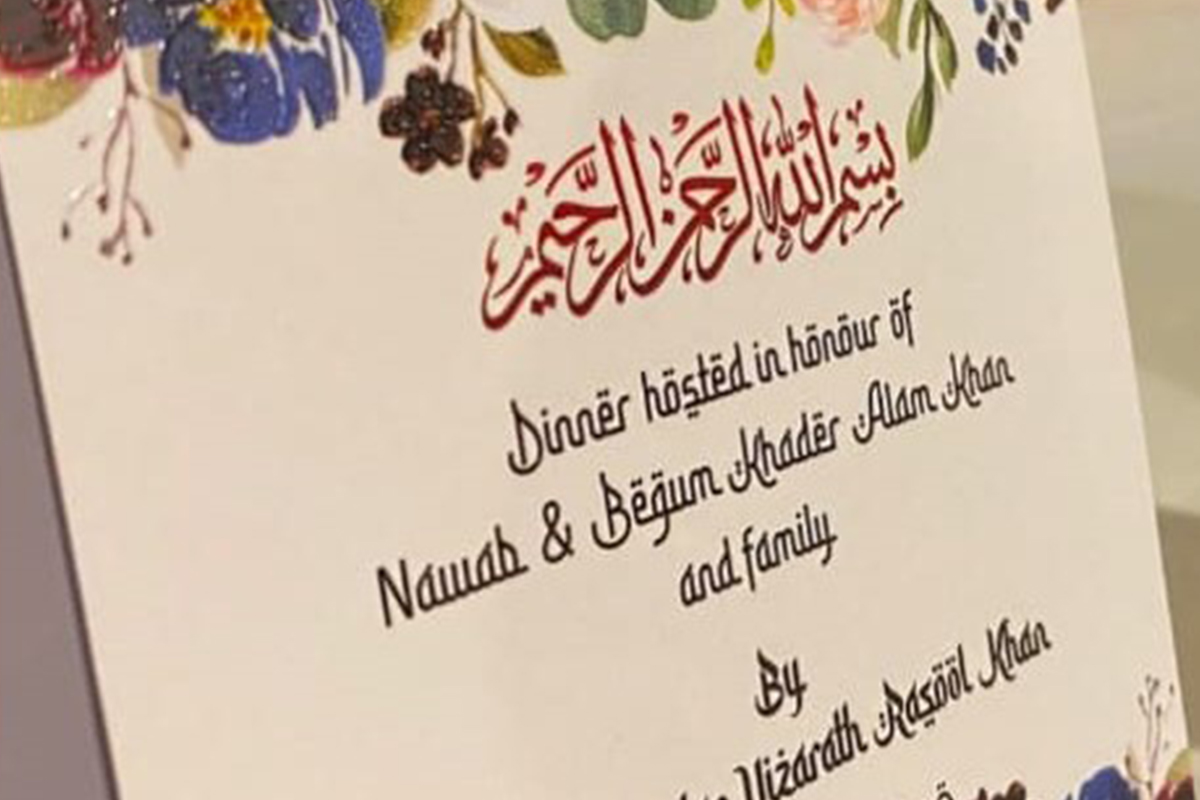 بسم الله الرحمن الرحيم
Dinner hosted in honour of
Nawab & Begum Khader Alam Khan
and family
By
Vizarath Rasool Khan